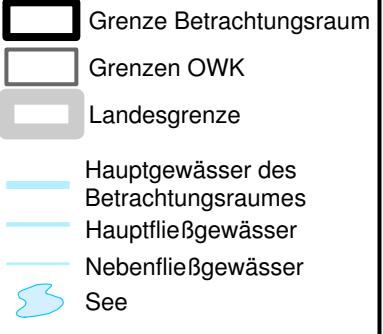 Grenze Betrachtungsraum
Grenzen OWK
Landesgrenze
Hauptgewässer des
Betrachtungsraumes
Hauptfließgewässer
Nebenfließgewässer
See